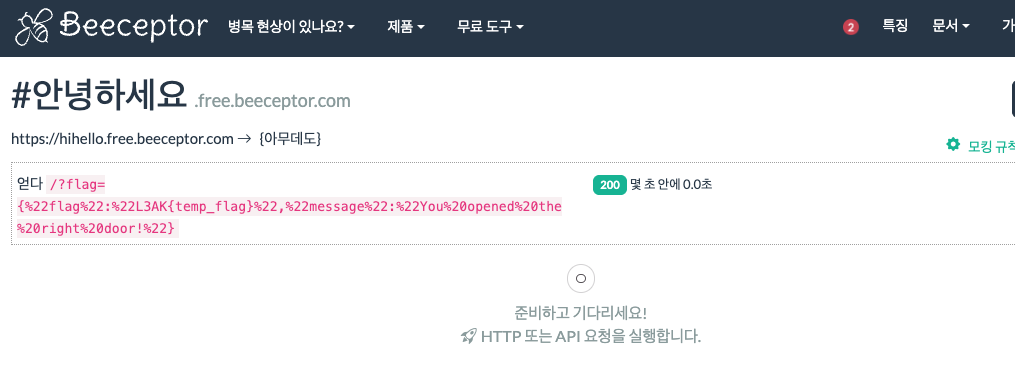 Beeceptor 병목 현상이 있나요? 제품 무료 도구 2 특징 문서 가
#안녕하세요 .free.beeceptor.com
https://hihello.free.beeceptor.com → {아무데도}
모킹 규칙
얻다 /?flag= 200 몇 초 안에 0.0초
{%22flag%22:%22L3AK{temp_flag}%22,%22message%22:%22You%20opened%20the
%20right%20door!%22}
준비하고 기다리세요!
HTTP 또는 API 요청을 실행합니다.